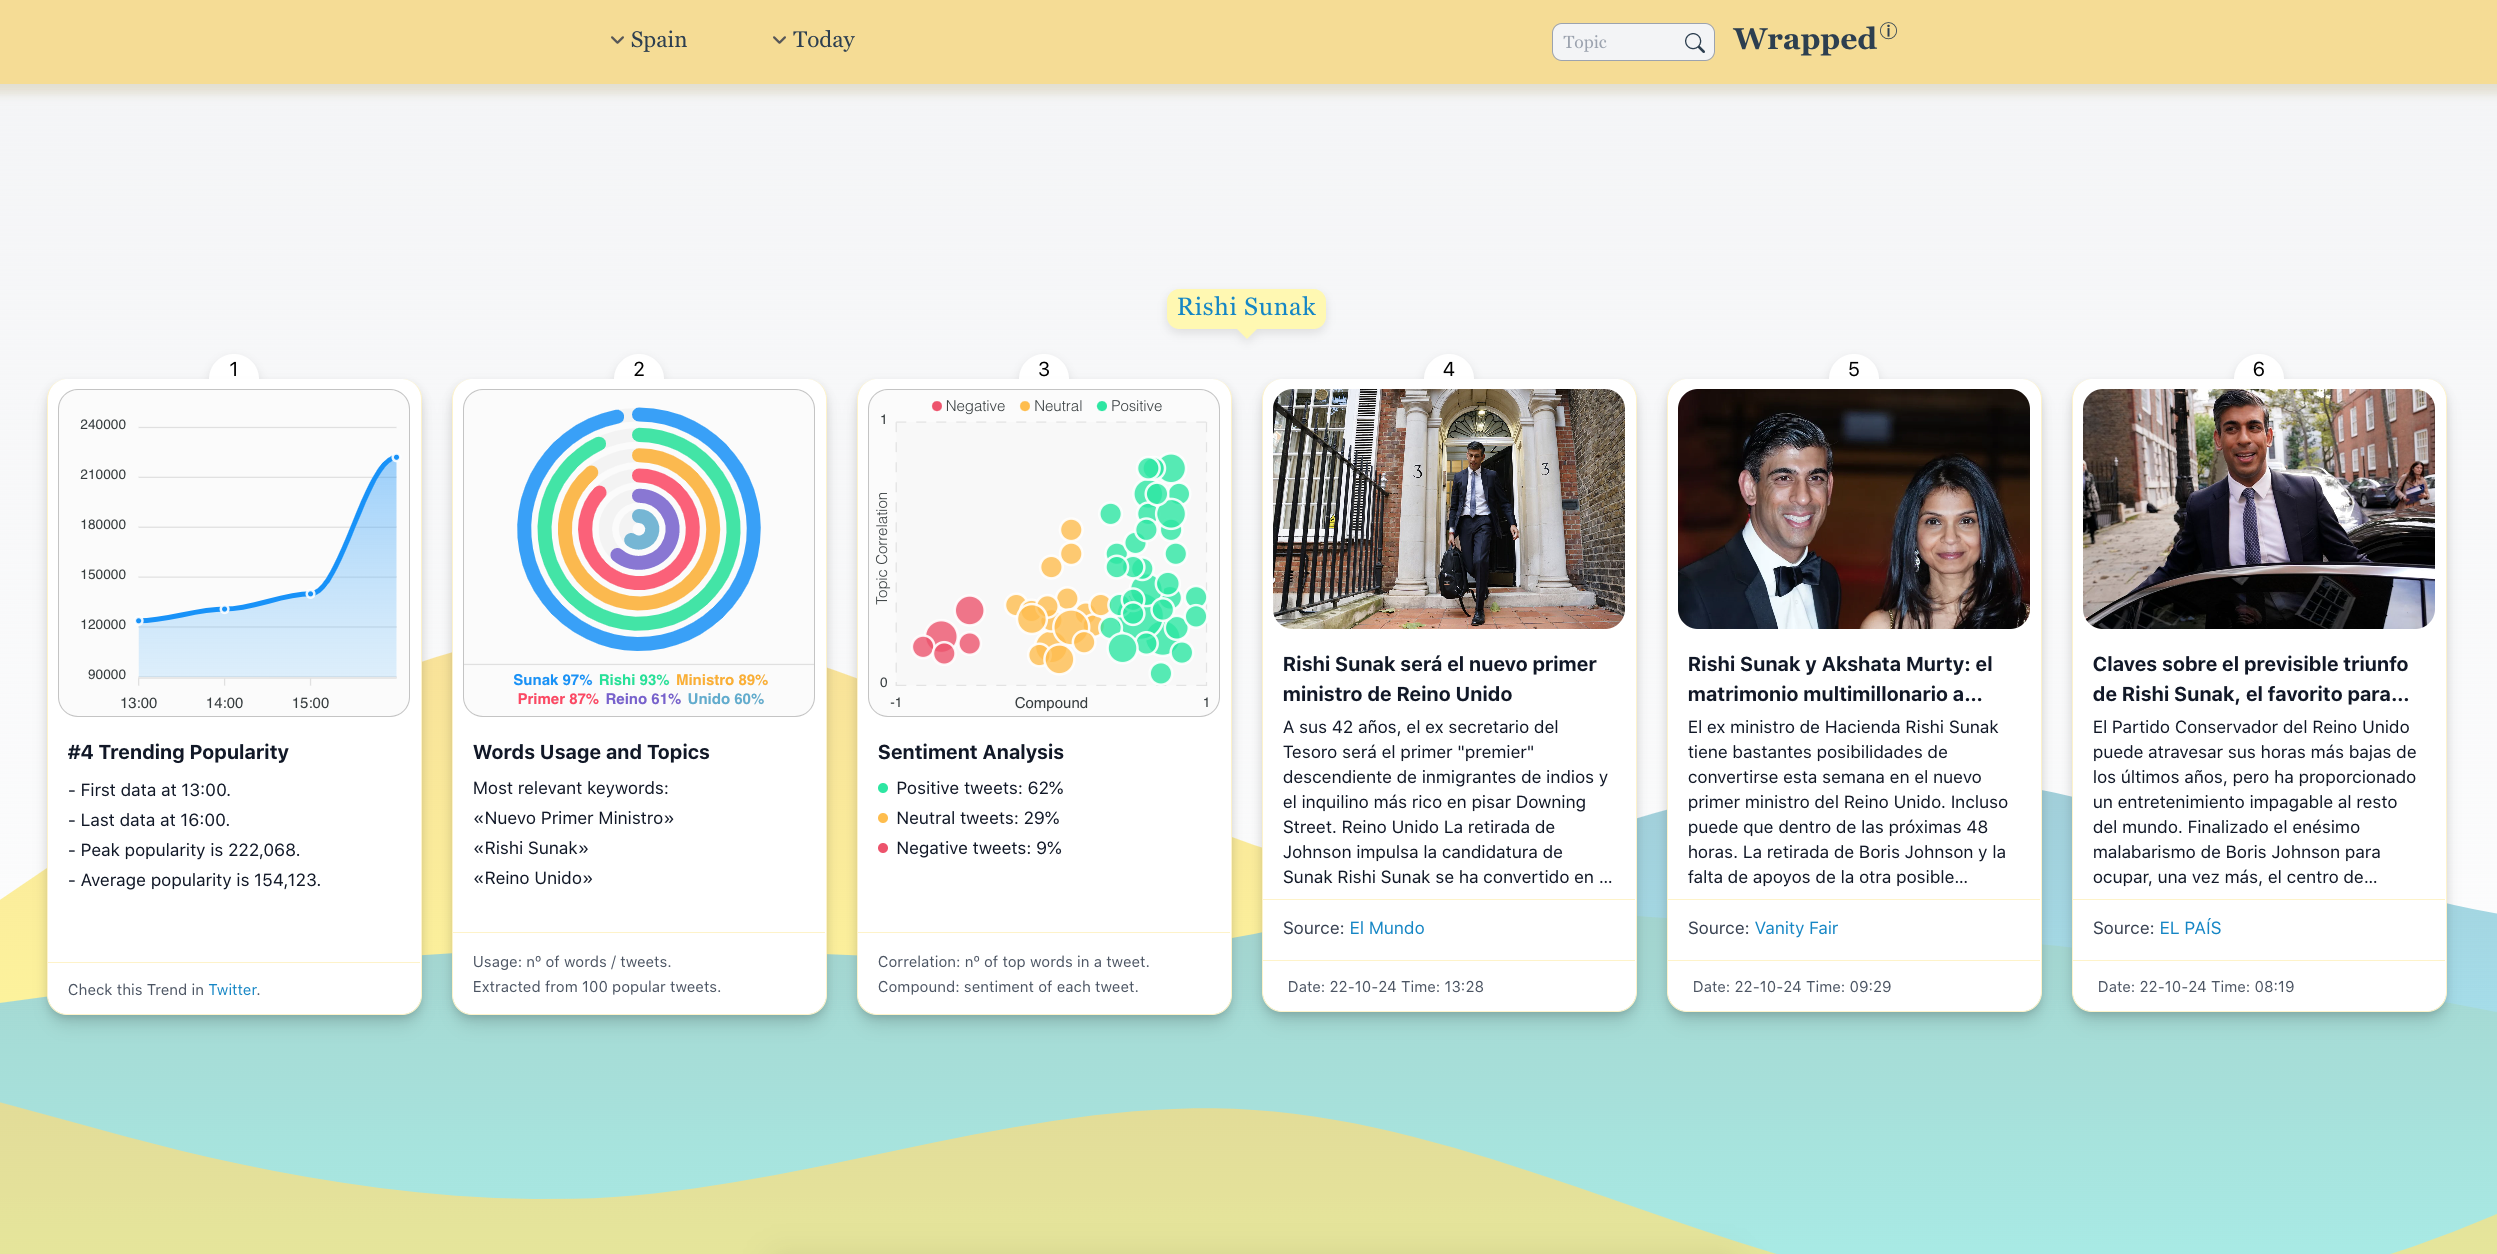 Spain
Today
Topic
Wrapped ⓘ
Rishi Sunak
1
240000
210000
180000
150000
120000
90000
13:00 14:00 15:00
#4 Trending Popularity
- First data at 13:00.
- Last data at 16:00.
- Peak popularity is 222,068.
- Average popularity is 154,123.
Check this Trend in Twitter.
2
Sunak 97% Rishi 93% Ministro 89%
Primer 87% Reino 61% Unido 60%
Words Usage and Topics
Most relevant keywords:
«Nuevo Primer Ministro»
«Rishi Sunak»
«Reino Unido»
Usage: nº of words / tweets.
Extracted from 100 popular tweets.
3
Negative Neutral Positive
1
Topic Correlation
0
-1 Compound 1
Sentiment Analysis
Positive tweets: 62%
Neutral tweets: 29%
Negative tweets: 9%
Correlation: nº of top words in a tweet.
Compound: sentiment of each tweet.
4
3 3
Rishi Sunak será el nuevo primer
ministro de Reino Unido
A sus 42 años, el ex secretario del
Tesoro será el primer "premier"
descendiente de inmigrantes de indios y
el inquilino más rico en pisar Downing
Street. Reino Unido La retirada de
Johnson impulsa la candidatura de
Sunak Rishi Sunak se ha convertido en ...
Source: El Mundo
Date: 22-10-24 Time: 13:28
5
Rishi Sunak y Akshata Murty: el
matrimonio multimillonario a...
El ex ministro de Hacienda Rishi Sunak
tiene bastantes posibilidades de
convertirse esta semana en el nuevo
primer ministro del Reino Unido. Incluso
puede que dentro de las próximas 48
horas. La retirada de Boris Johnson y la
falta de apoyos de la otra posible...
Source: Vanity Fair
Date: 22-10-24 Time: 09:29
6
Claves sobre el previsible triunfo
de Rishi Sunak, el favorito para...
El Partido Conservador del Reino Unido
puede atravesar sus horas más bajas de
los últimos años, pero ha proporcionado
un entretenimiento impagable al resto
del mundo. Finalizado el enésimo
malabarismo de Boris Johnson para
ocupar, una vez más, el centro de...
Source: EL PAÍS
Date: 22-10-24 Time: 08:19